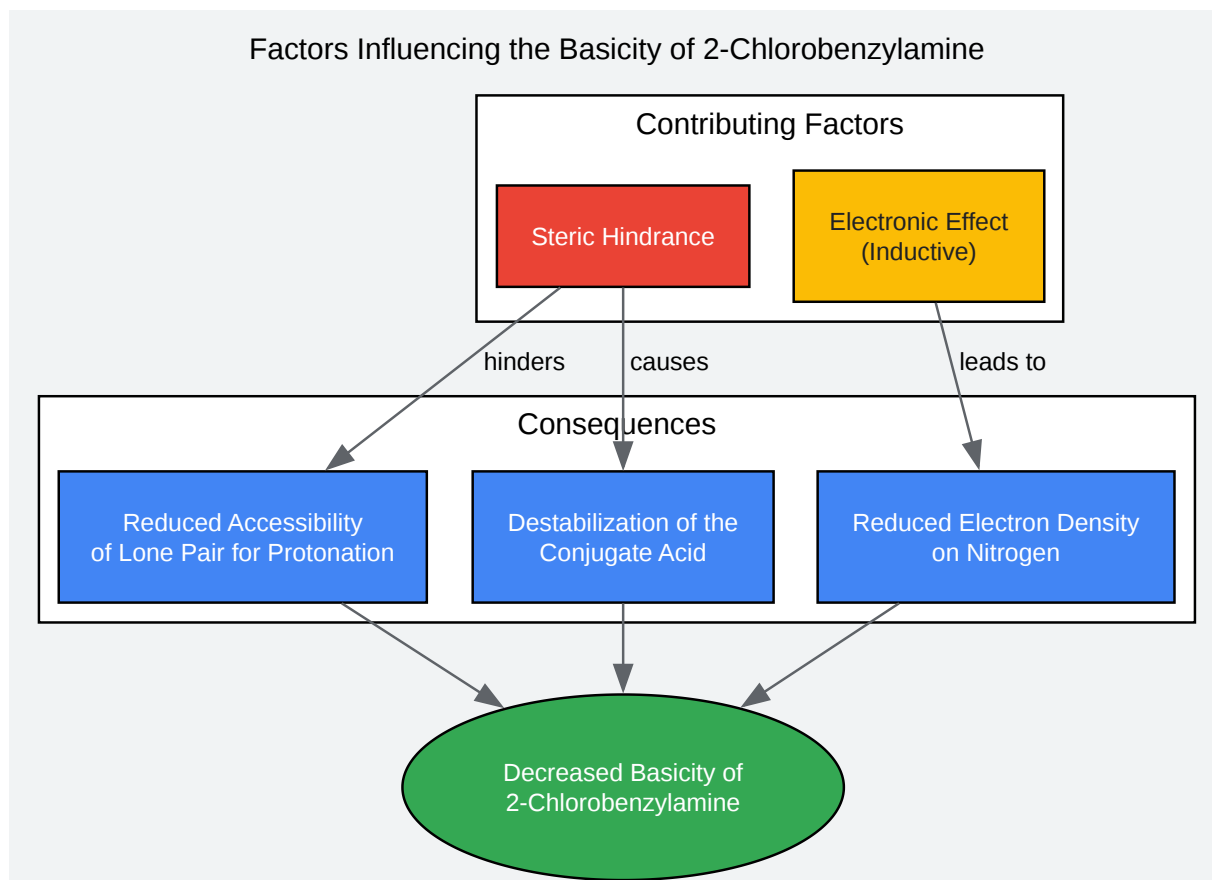 Factors Influencing the Basicity of 2-Chlorobenzylamine
Contributing Factors
Steric Hindrance
Electronic Effect
(Inductive)
hinders
causes
leads to
Consequences
Reduced Accessibility
of Lone Pair for Protonation
Destabilization of the
Conjugate Acid
Reduced Electron Density
on Nitrogen
Decreased Basicity of
2-Chlorobenzylamine